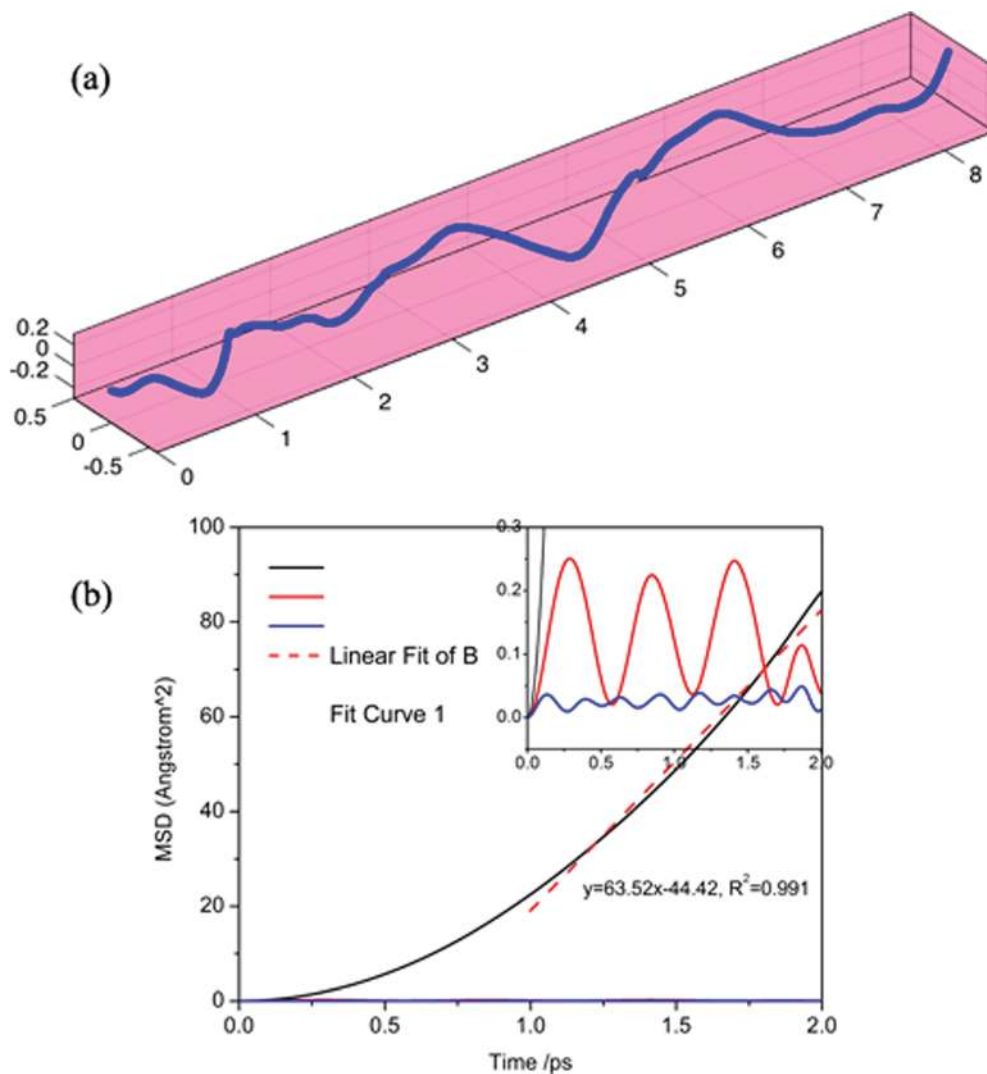 (a)
0.2
0
-0.2
0.5
0
-0.5
0
1
2
3
4
5
6
7
8
(b)
MSD (Angstrom^2)
100
80
60
40
20
0
Linear Fit of B
Fit Curve 1
0.3
0.2
0.1
0.0
0.0 0.5 1.0 1.5 2.0
y=63.52x-44.42, R²=0.991
0.0 0.5 1.0 1.5 2.0
Time /ps